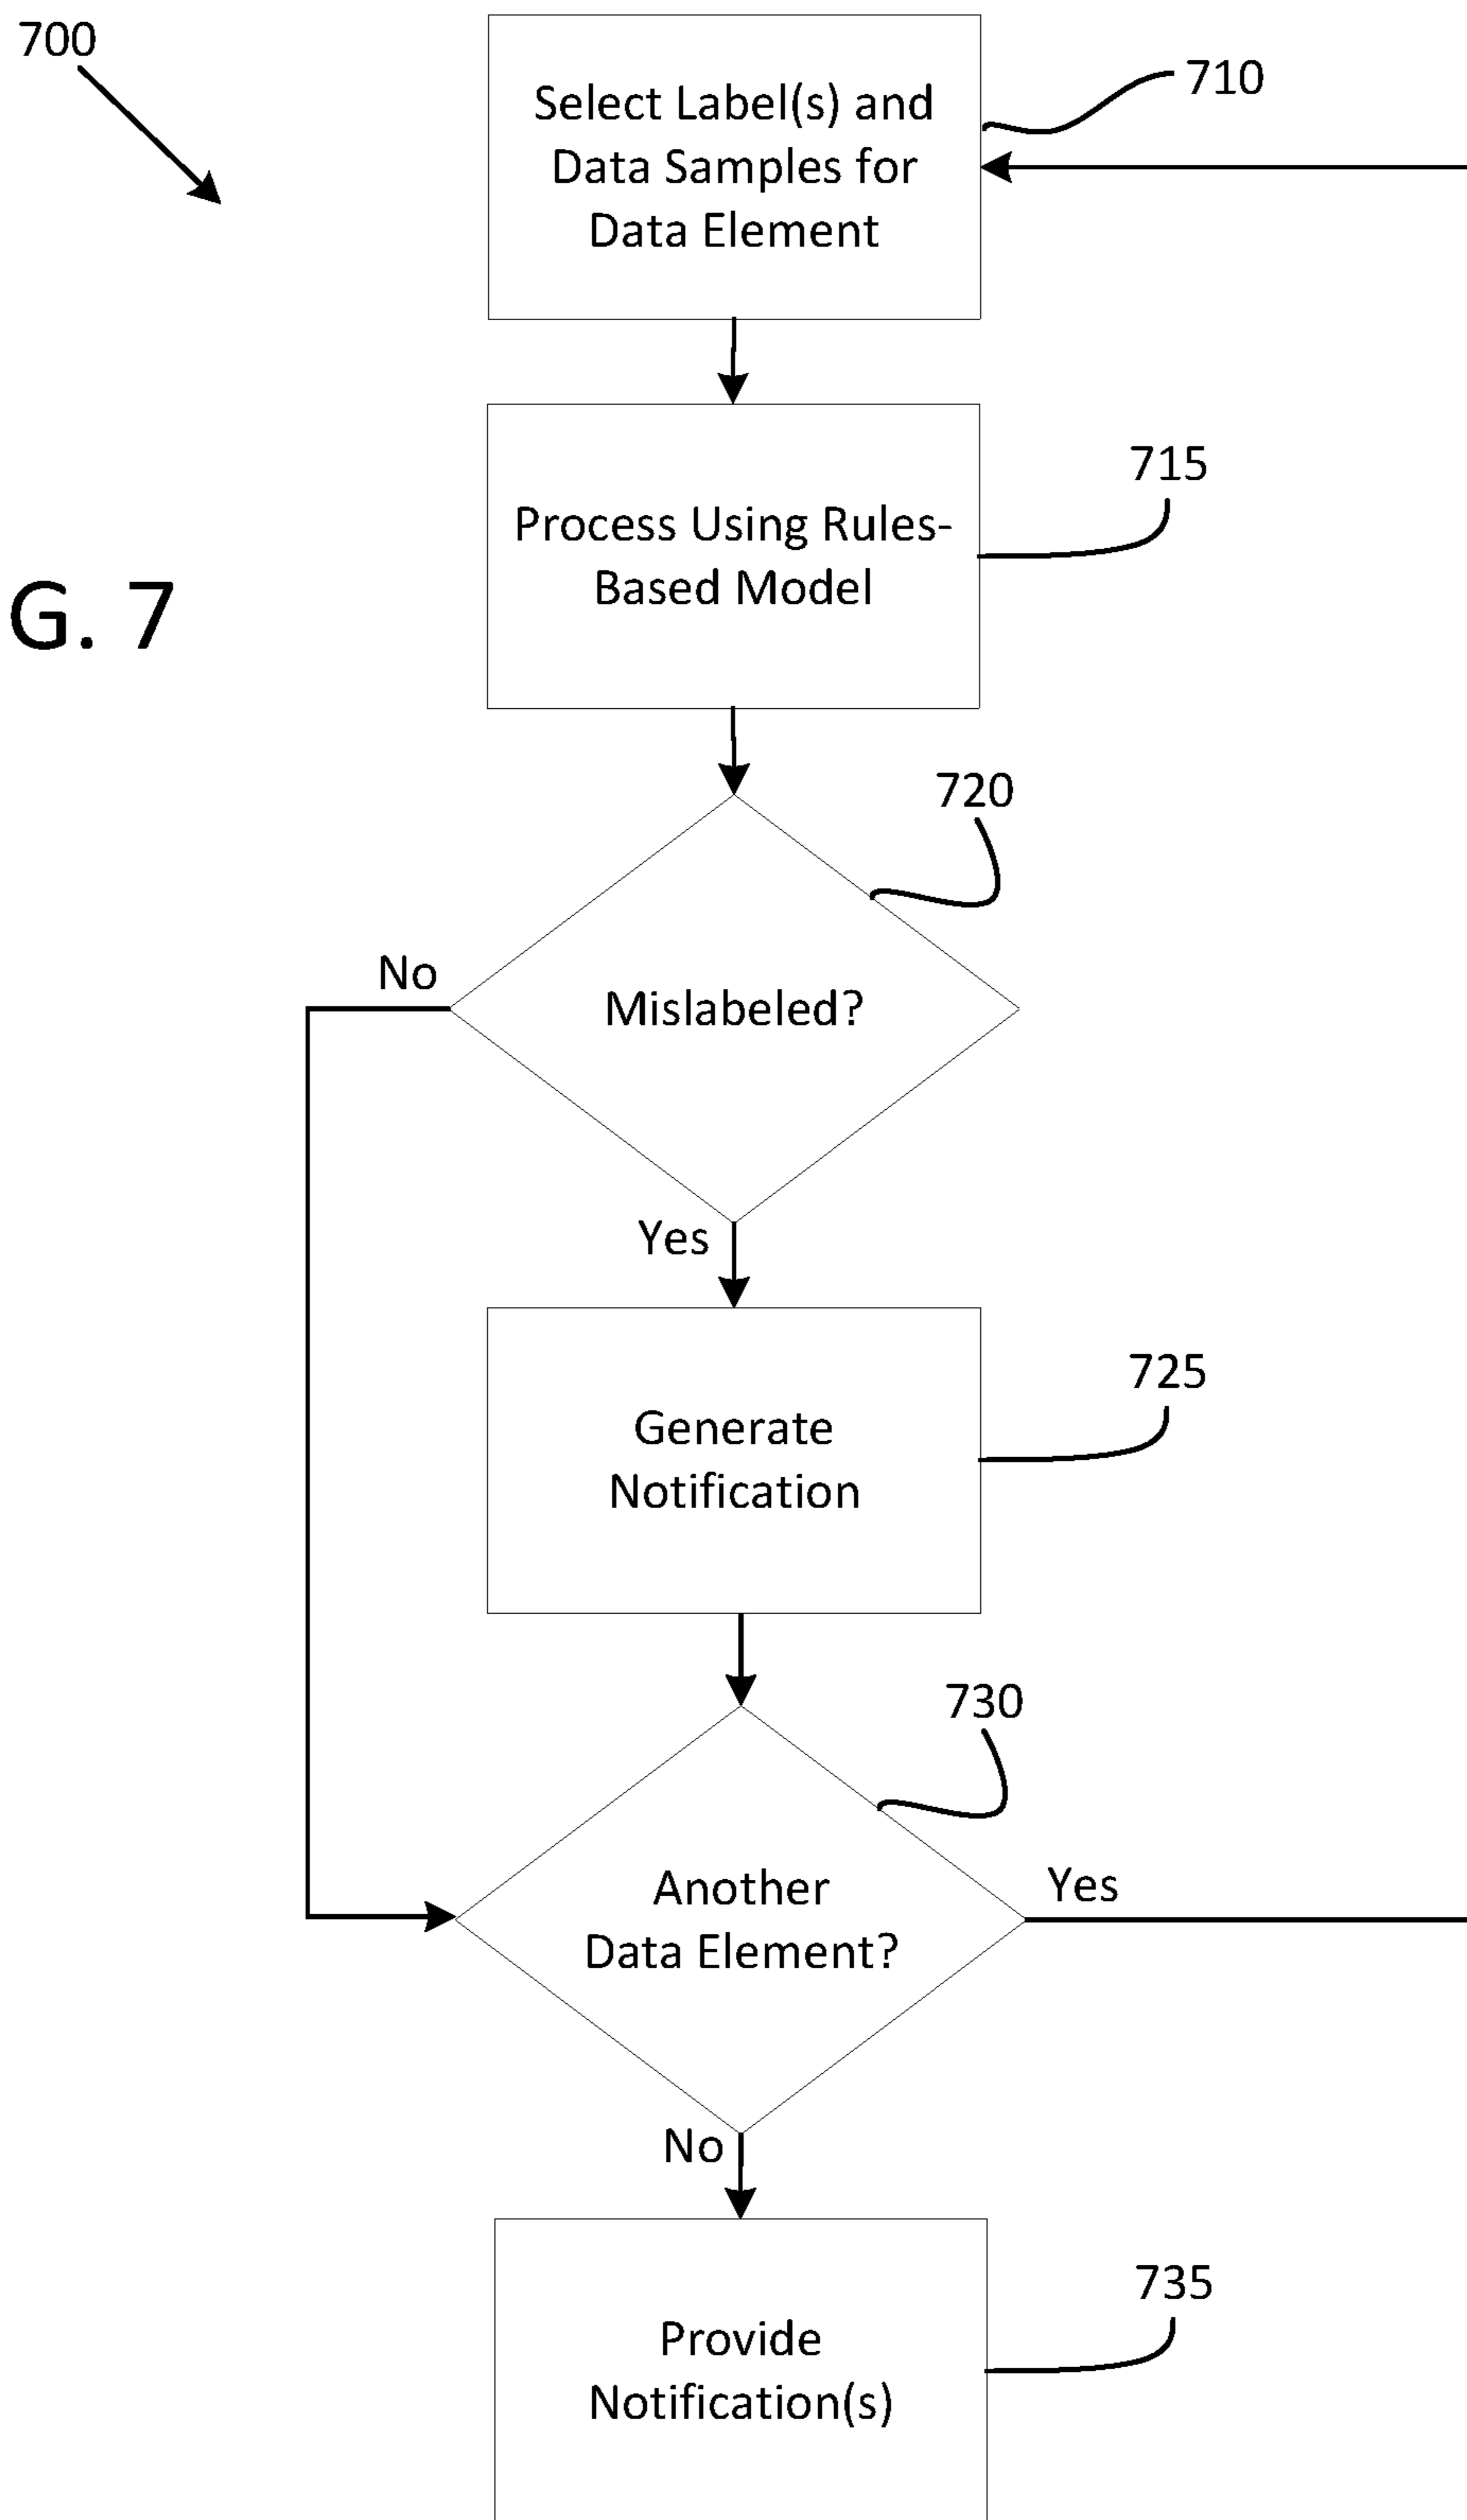 700
Select Label(s) and
Data Samples for
Data Element
710
Process Using Rules-
Based Model
715
G. 7
720
No
Mislabeled?
Yes
Generate
Notification
725
730
Another
Data Element?
Yes
No
Provide
Notification(s)
735